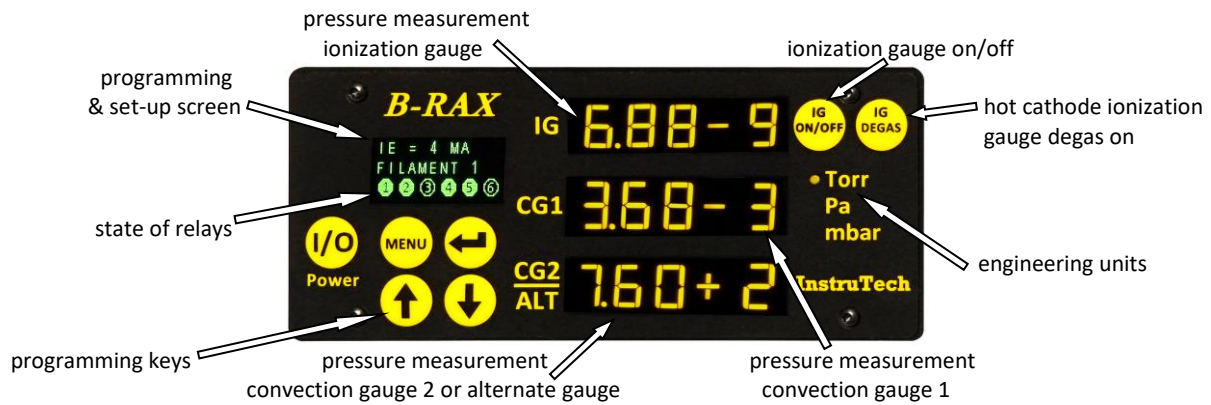 pressure measurement
ionization gauge
ionization gauge on/off
programming
& set-up screen
hot cathode ionization
gauge degas on
B-RAX
IG
6.88 - 9
IG
ON/OFF
IG
DEGAS
IE = 4 MA
FILAMENT 1
1 2 3 4 5 6
state of relays
CG1
3.68 - 3
Torr
Pa
mbar
I/O
MENU
Power
CG2
ALT
7.60 + 2
InstruTech
engineering units
programming keys
pressure measurement
convection gauge 2 or alternate gauge
pressure measurement
convection gauge 1